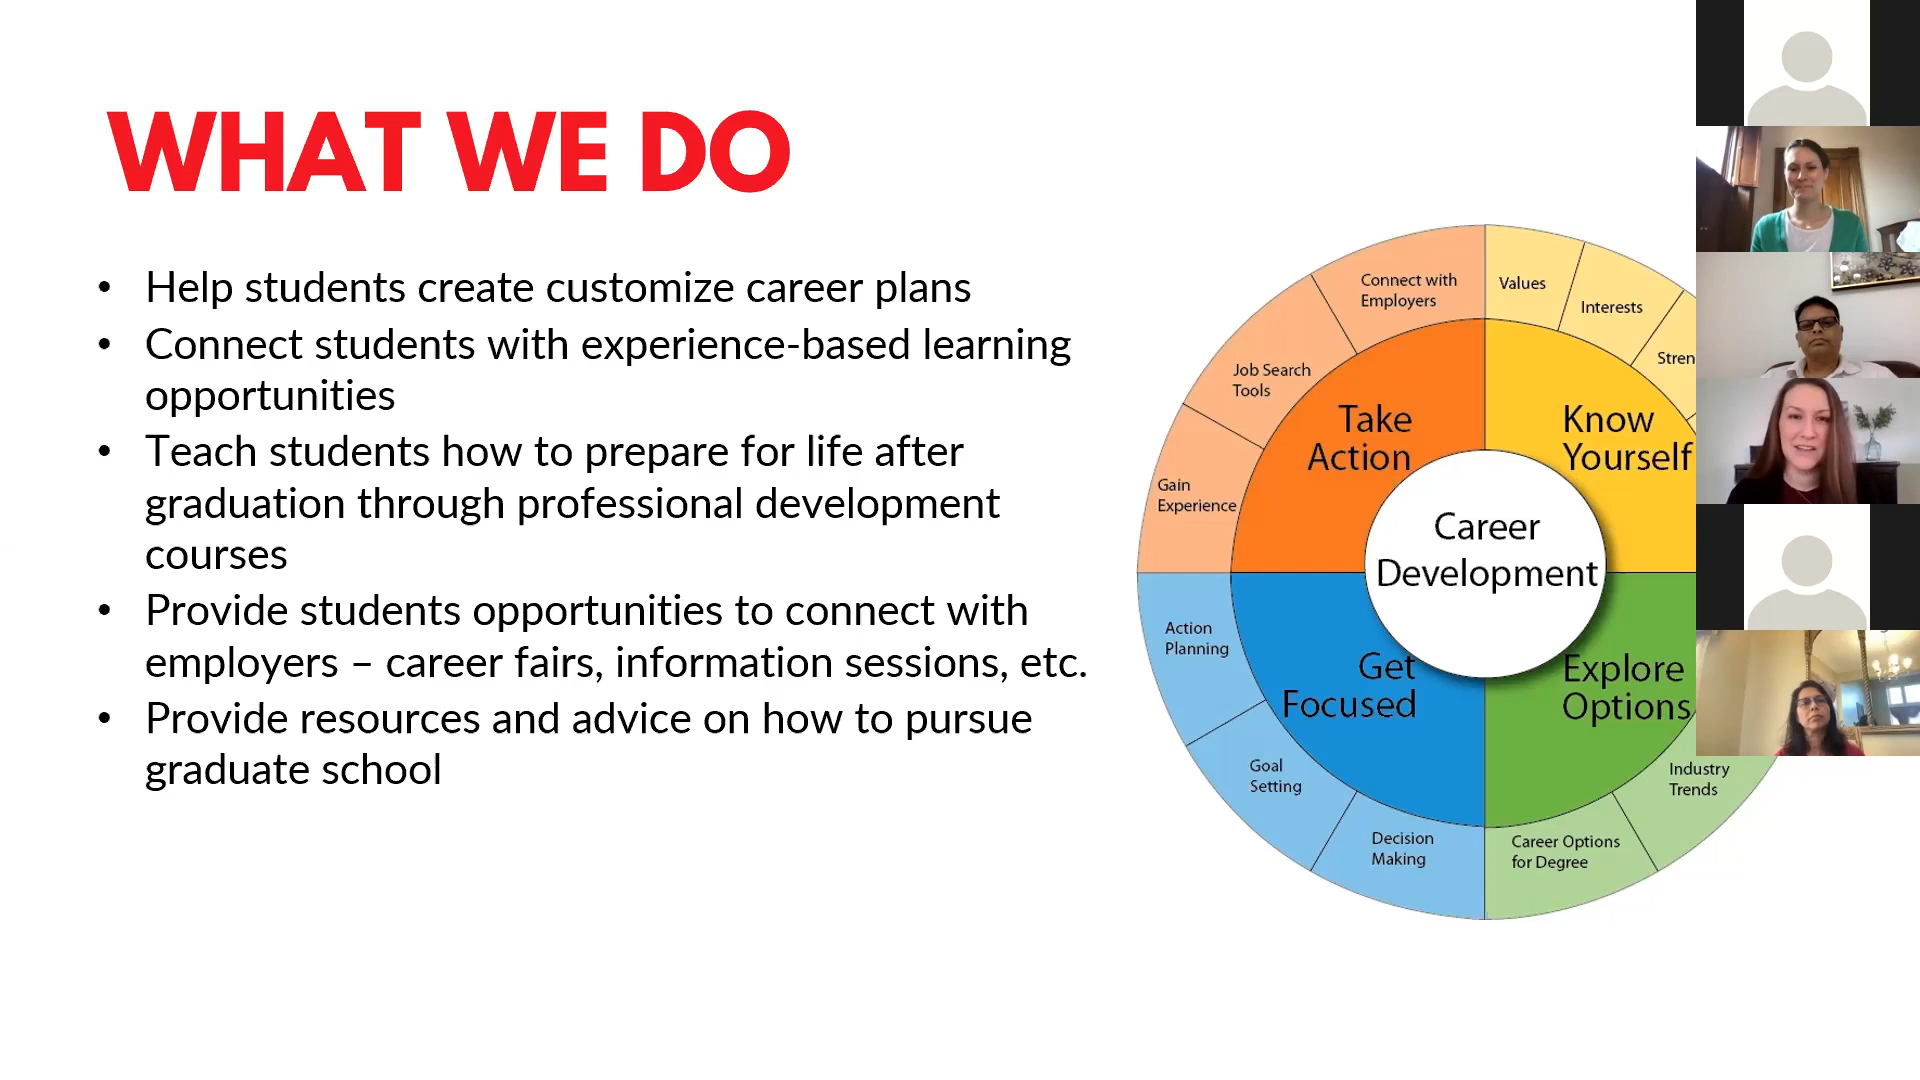 WHAT WE DO
• Help students create customize career plans
• Connect students with experience-based learning
opportunities
• Teach students how to prepare for life after
graduation through professional development
courses
• Provide students opportunities to connect with
employers – career fairs, information sessions, etc.
• Provide resources and advice on how to pursue
graduate school
Connect with
Employers
Values
Interests
Stren
Job Search
Tools
Take
Action
Know
Yourself
Gain
Experience
Career
Development
Action
Planning
Get
Focused
Explore
Options
Goal
Setting
Industry
Trends
Decision
Making
Career Options
for Degree